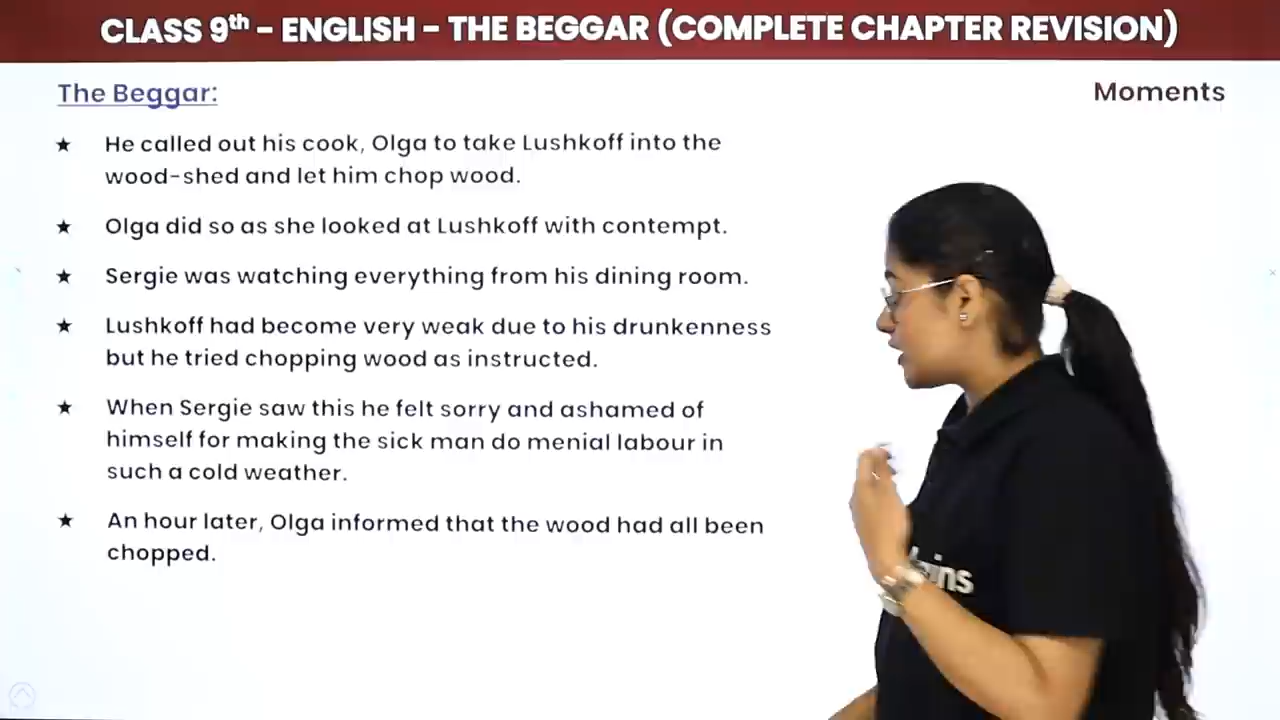 CLASS 9th - ENGLISH - THE BEGGAR (COMPLETE CHAPTER REVISION)
The Beggar:
Moments
★ He called out his cook, Olga to take Lushkoff into the
wood-shed and let him chop wood.
★ Olga did so as she looked at Lushkoff with contempt.
★ Sergie was watching everything from his dining room.
★ Lushkoff had become very weak due to his drunkenness
but he tried chopping wood as instructed.
★ When Sergie saw this he felt sorry and ashamed of
himself for making the sick man do menial labour in
such a cold weather.
★ An hour later, Olga informed that the wood had all been
chopped.